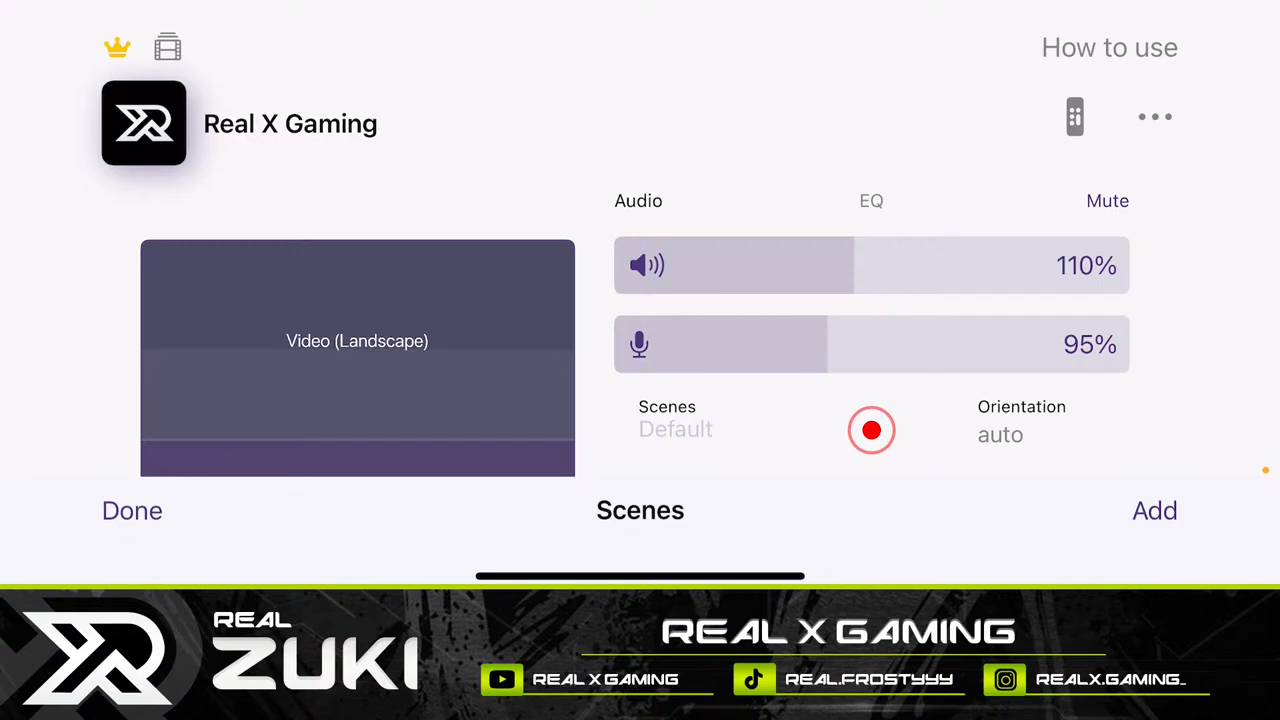 How to use
Real X Gaming
Audio EQ Mute
110%
Video (Landscape)
95%
Scenes
Default
Orientation
auto
Done Scenes Add
REAL
ZUKI
REAL X GAMING
REAL X GAMING REAL.FROSTYYY REALX.GAMING_